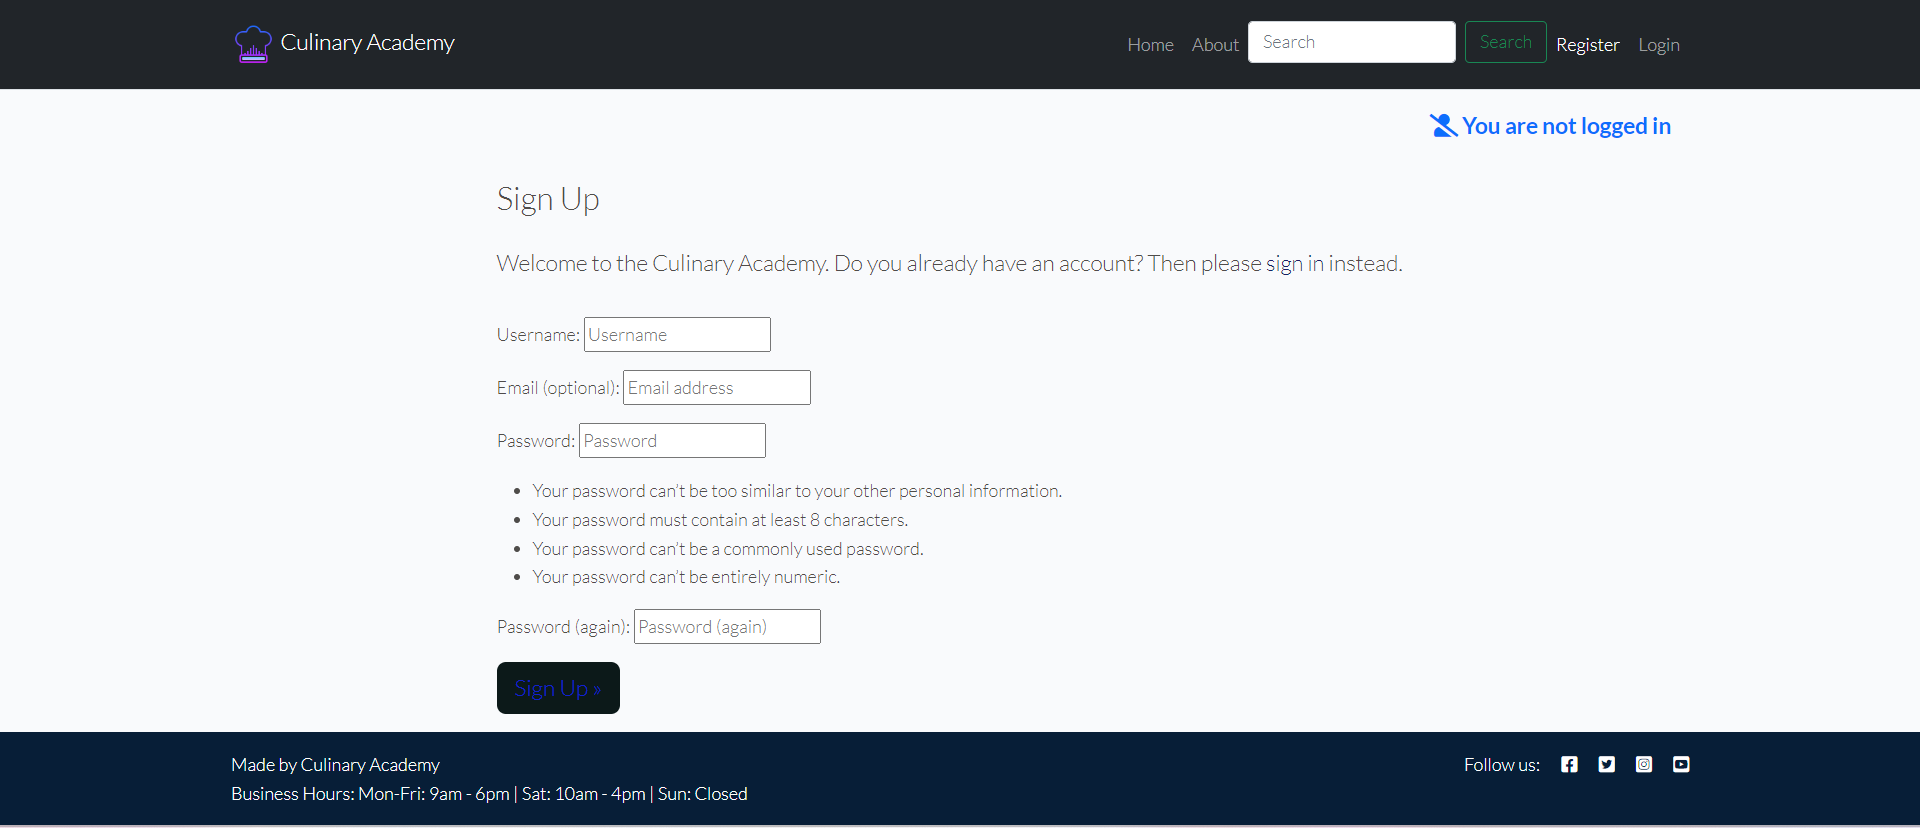 Culinary Academy
Home About Search Search Register Login
You are not logged in
Sign Up
Welcome to the Culinary Academy. Do you already have an account? Then please sign in instead.
Username: Username
Email (optional): Email address
Password: Password
• Your password can’t be too similar to your other personal information.
• Your password must contain at least 8 characters.
• Your password can’t be a commonly used password.
• Your password can’t be entirely numeric.
Password (again): Password (again)
Sign Up »
Made by Culinary Academy
Business Hours: Mon-Fri: 9am - 6pm | Sat: 10am - 4pm | Sun: Closed
Follow us: